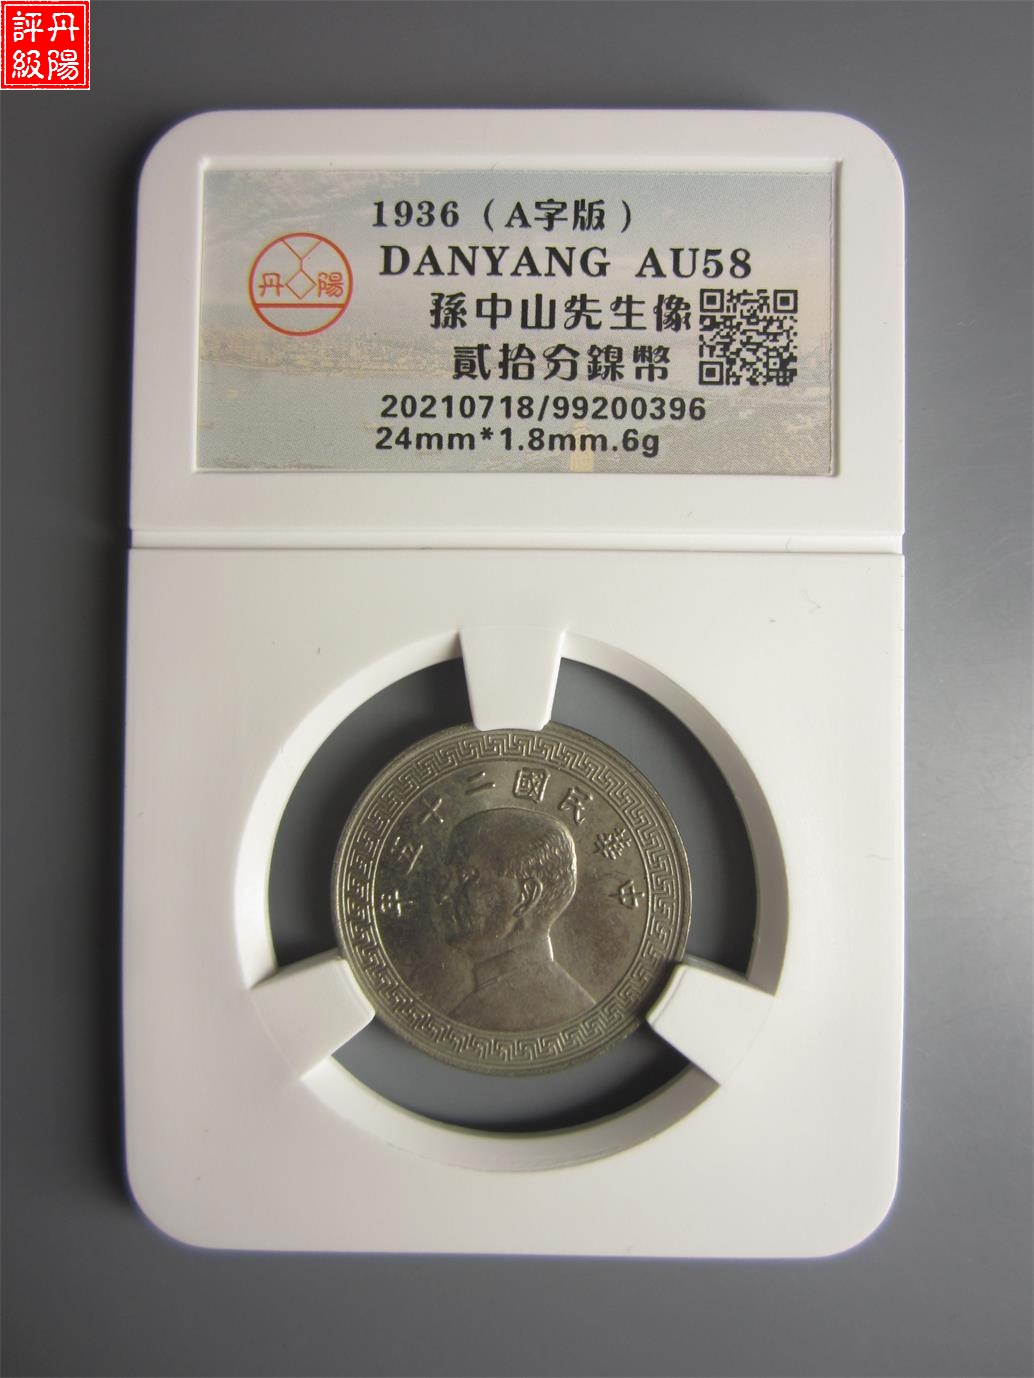 丹陽
評級
1936（A字版）
DANYANG AU58
丹陽
孫中山先生像
貳拾分鎳幣
20210718/99200396
24mm*1.8mm.6g
中華民國二十五年